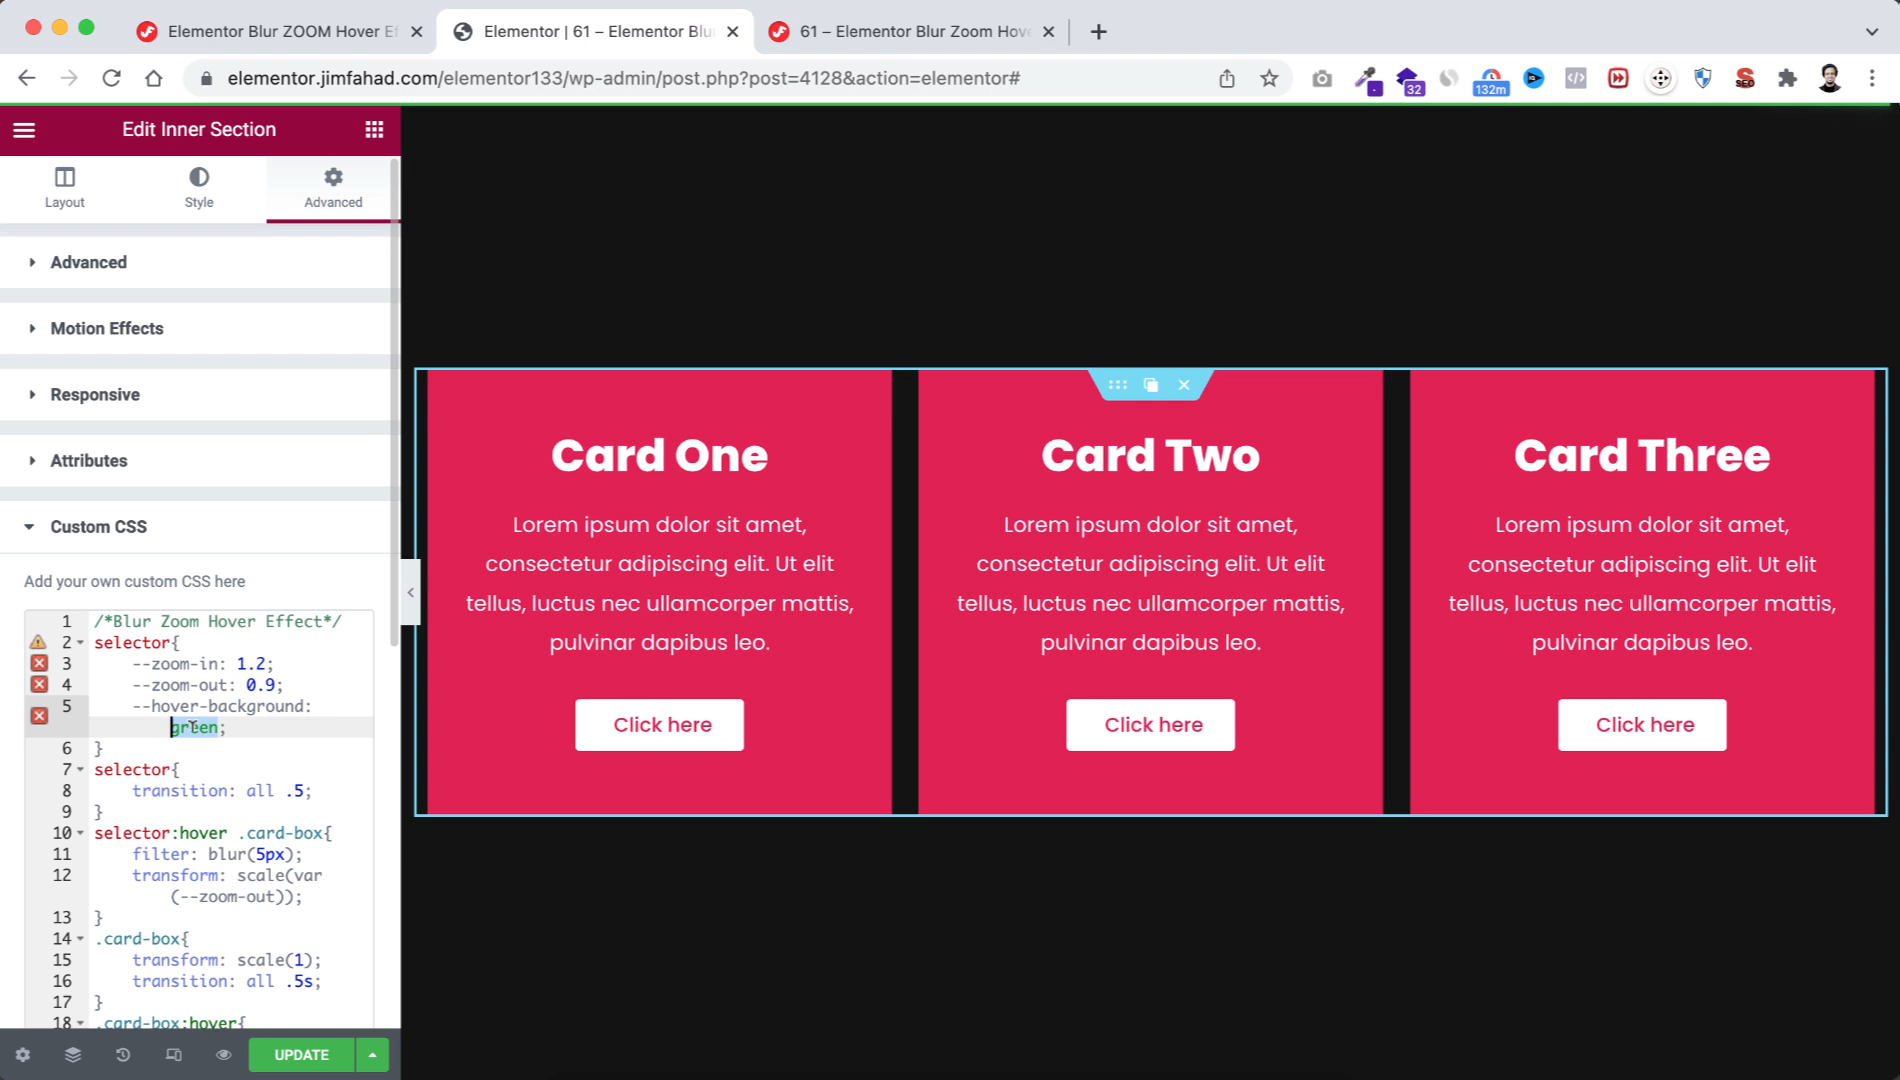 Elementor Blur ZOOM Hover Ef
Elementor | 61 – Elementor Blu
61 – Elementor Blur Zoom Hov
elementor.jimfahad.com/elementor133/wp-admin/post.php?post=4128&action=elementor#
32
132m
SEO
Edit Inner Section
Layout
Style
Advanced
Advanced
Motion Effects
Responsive
Attributes
Custom CSS
Add your own custom CSS here
1 /*Blur Zoom Hover Effect*/
2 selector{
3 --zoom-in: 1.2;
4 --zoom-out: 0.9;
5 --hover-background:
green;
6 }
7 selector{
8 transition: all .5;
9 }
10 selector:hover .card-box{
11 filter: blur(5px);
12 transform: scale(var
(--zoom-out));
13 }
14 .card-box{
15 transform: scale(1);
16 transition: all .5s;
17 }
18 .card-box:hover{
UPDATE
Card One
Lorem ipsum dolor sit amet,
consectetur adipiscing elit. Ut elit
tellus, luctus nec ullamcorper mattis,
pulvinar dapibus leo.
Click here
Card Two
Lorem ipsum dolor sit amet,
consectetur adipiscing elit. Ut elit
tellus, luctus nec ullamcorper mattis,
pulvinar dapibus leo.
Click here
Card Three
Lorem ipsum dolor sit amet,
consectetur adipiscing elit. Ut elit
tellus, luctus nec ullamcorper mattis,
pulvinar dapibus leo.
Click here